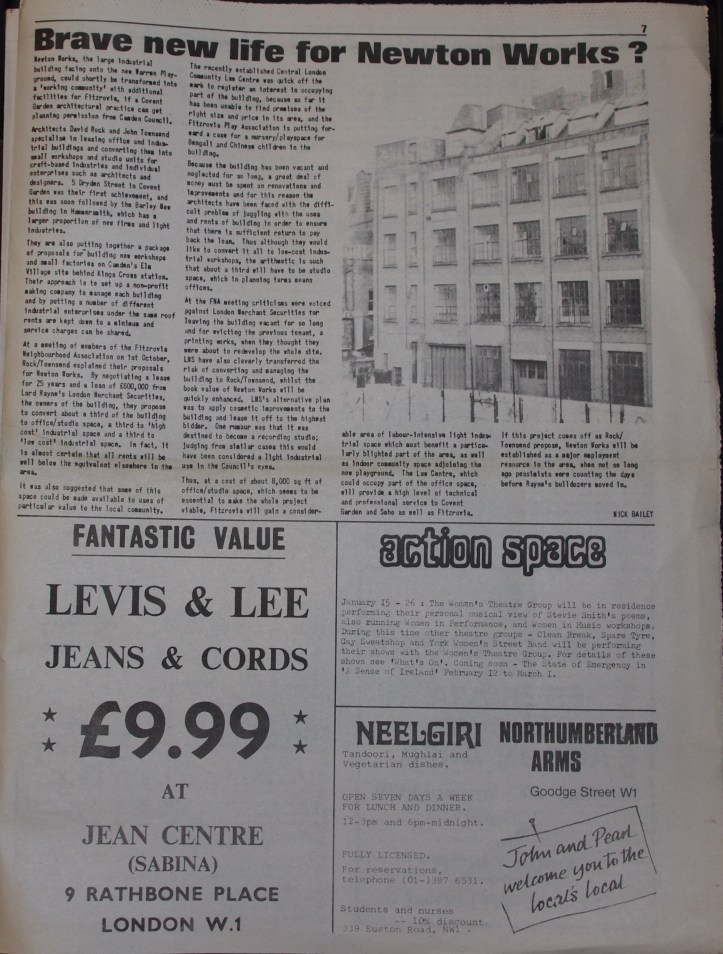 7
Brave new life for Newton Works ?
Newton Works, the large industrial
building facing onto the new Warren Play-
ground, could shortly be transformed into
a 'working community' with additional
facilities for Fitzrovia, if a Covent
Garden architectural practice can get
planning permission from Camden Council.
Architects David Rock and John Townsend
specialise in leasing office and indus-
trial buildings and converting them into
small workshops and studio units for
craft-based industries and individual
enterprises such as architects and
designers. 5 Dryden Street in Covent
Garden was their first achievement, and
this was soon followed by the Barley Mow
building in Hammersmith, which has a
larger proportion of new firms and light
industries.
They are also putting together a package
of proposals for building new workshops
and small factories on Camden's Elm
Village site behind Kings Cross station.
Their approach is to set up a non-profit
making company to manage each building
and by putting a number of different
industrial enterprises under the same roof
rents are kept down to a minimum and
service charges can be shared.
At a meeting of members of the Fitzrovia
Neighbourhood Association on 1st October,
Rock/Townsend explained their proposals
for Newton Works. By negotiating a lease
for 25 years and a loan of £600,000 from
Lord Rayne's London Merchant Securities,
the owners of the building, they propose
to convert about a third of the building
to office/studio space, a third to 'high
cost' industrial space and a third to
'low cost' industrial space. In fact, it
is almost certain that all rents will be
well below the equivalent elsewhere in the
area.
It was also suggested that some of this
space could be made available to uses of
particular value to the local community.
The recently established Central London
Community Law Centre was quick off the
mark to register an interest in occupying
part of the building, because so far it
has been unable to find premises of the
right size and price in its area, and the
Fitzrovia Play Association is putting for-
ward a case for a nursery/playspace for
Bengali and Chinese children in the
building.
Because the building has been vacant and
neglected for so long, a great deal of
money must be spent on renovations and
improvements and for this reason the
architects have been faced with the diffi-
cult problem of juggling with the uses
and rents of building in order to ensure
that there is sufficient return to pay
back the loan. Thus although they would
like to convert it all to low-cost indus-
trial workshops, the arithmetic is such
that about a third will have to be studio
space, which in planning terms means
offices.
At the FNA meeting criticisms were voiced
against London Merchant Securities for
leaving the building vacant for so long
and for evicting the previous tenant, a
printing works, when they thought they
were about to redevelop the whole site.
LMS have also cleverly transferred the
risk of converting and managing the
building to Rock/Townsend, whilst the
book value of Newton Works will be
quickly enhanced. LMS's alternative plan
was to apply cosmetic improvements to the
building and lease it off to the highest
bidder. One rumour was that it was
destined to become a recording studio;
judging from similar cases this would
have been considered a light industrial
use in the Council's eyes.
Thus, at a cost of about 8,000 sq ft of
office/studio space, which seems to be
essential to make the whole project
viable, Fitzrovia will gain a consider-
able area of labour-intensive light indus-
trial space which must benefit a particu-
larly blighted part of the area, as well
as indoor community space adjoining the
new playground. The Law Centre, which
could occupy part of the office space,
will provide a high level of technical
and professional service to Covent
Garden and Soho as well as Fitzrovia.
If this project comes off as Rock/
Townsend propose, Newton Works will be
established as a major employment
resource in the area, when not so long
ago pessimists were counting the days
before Rayne's bulldozers moved in.
NICK BAILEY
FANTASTIC VALUE
LEVIS & LEE
JEANS & CORDS
£9.99
AT
JEAN CENTRE
(SABINA)
9 RATHBONE PLACE
LONDON W.1
action space
January 15 - 26 : The Women's Theatre Group will be in residence
performing their personal musical view of Stevie Smith's poems,
also running Women in Performance, and Women in Music workshops.
During this time other theatre groups - Clean Break, Spare Tyre,
Gay Sweatshop and York Women's Street Band will be performing
their shows with the Women's Theatre Group. For details of these
shows see 'What's On'. Coming soon - The State of Emergency in
'A Sense of Ireland' February 12 to March 1.
NEELGIRI
Tandoori, Mughlai and
Vegetarian dishes.
OPEN SEVEN DAYS A WEEK
FOR LUNCH AND DINNER.
12-3pm and 6pm-midnight.
FULLY LICENSED.
For reservations,
telephone (01-)387 6531.
Students and nurses
-- 10% discount
339 Euston Road, NW1
NORTHUMBERLAND
ARMS
Goodge Street W1
John and Pearl
welcome you to the
local's local